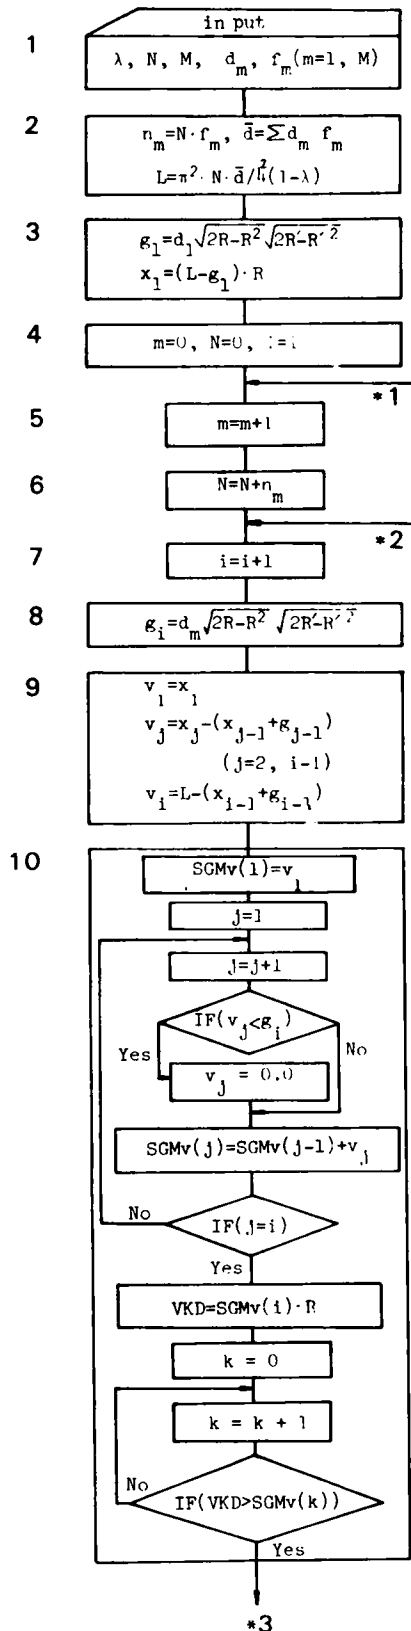 in put
1
λ, N, M, d_m, f_m(m=1, M)
2
n_m=N·f_m, d̄=∑d_m f_m
L=π²·N·d̄/4(1-λ)
3
g_1=d_1√2R-R² √2R'-R'²
x_1=(L-g_1)·R
4
m=0, N=0, i=1
*1
5
m=m+1
6
N=N+n_m
*2
7
i=i+1
8
g_i=d_m√2R-R² √2R'-R'²
9
v_1=x_1
v_j=x_j-(x_j-1+g_j-1)
(j=2, i-1)
v_i=L-(x_i-1+g_i-1)
10
SGMv(1)=v_1
j=1
j=j+1
IF(v_j<g_i)
Yes
No
v_j = 0.0
SGMv(j)=SGMv(j-1)+v_j
No
IF(j=i)
Yes
VKD=SGMv(i)·R
k = 0
k = k + 1
No
IF(VKD>SGMv(k))
Yes
*3